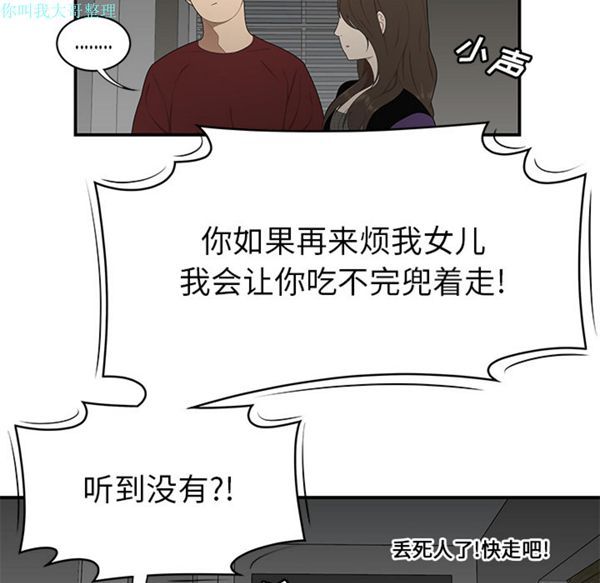 你叫我大哥整理
.........
小声
你如果再来烦我女儿
我会让你吃不完兜着走!
听到没有?!
丢死人了!快走吧!